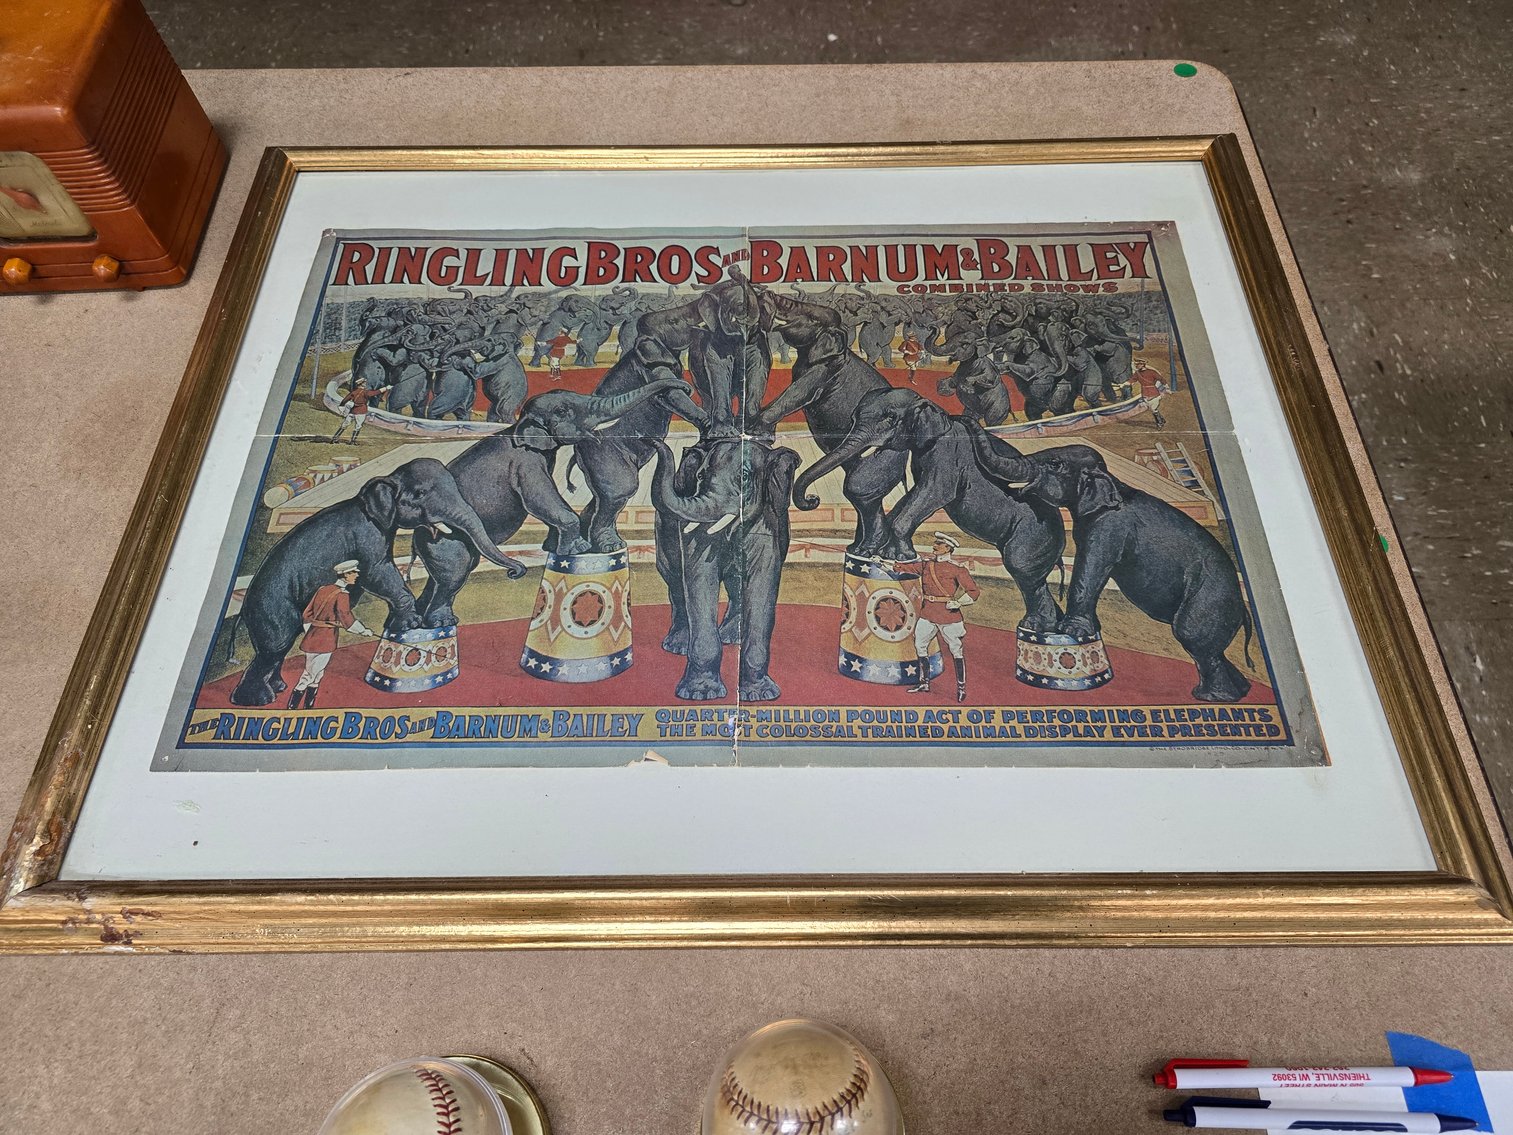 RINGLING BROS AND BARNUM & BAILEY
COMBINED SHOWS
THE RINGLING BROS AND BARNUM & BAILEY
QUARTER-MILLION POUND ACT OF PERFORMING ELEPHANTS
THE MOST COLOSSAL TRAINED ANIMAL DISPLAY EVER PRESENTED
THIENSVILLE, WI 53092